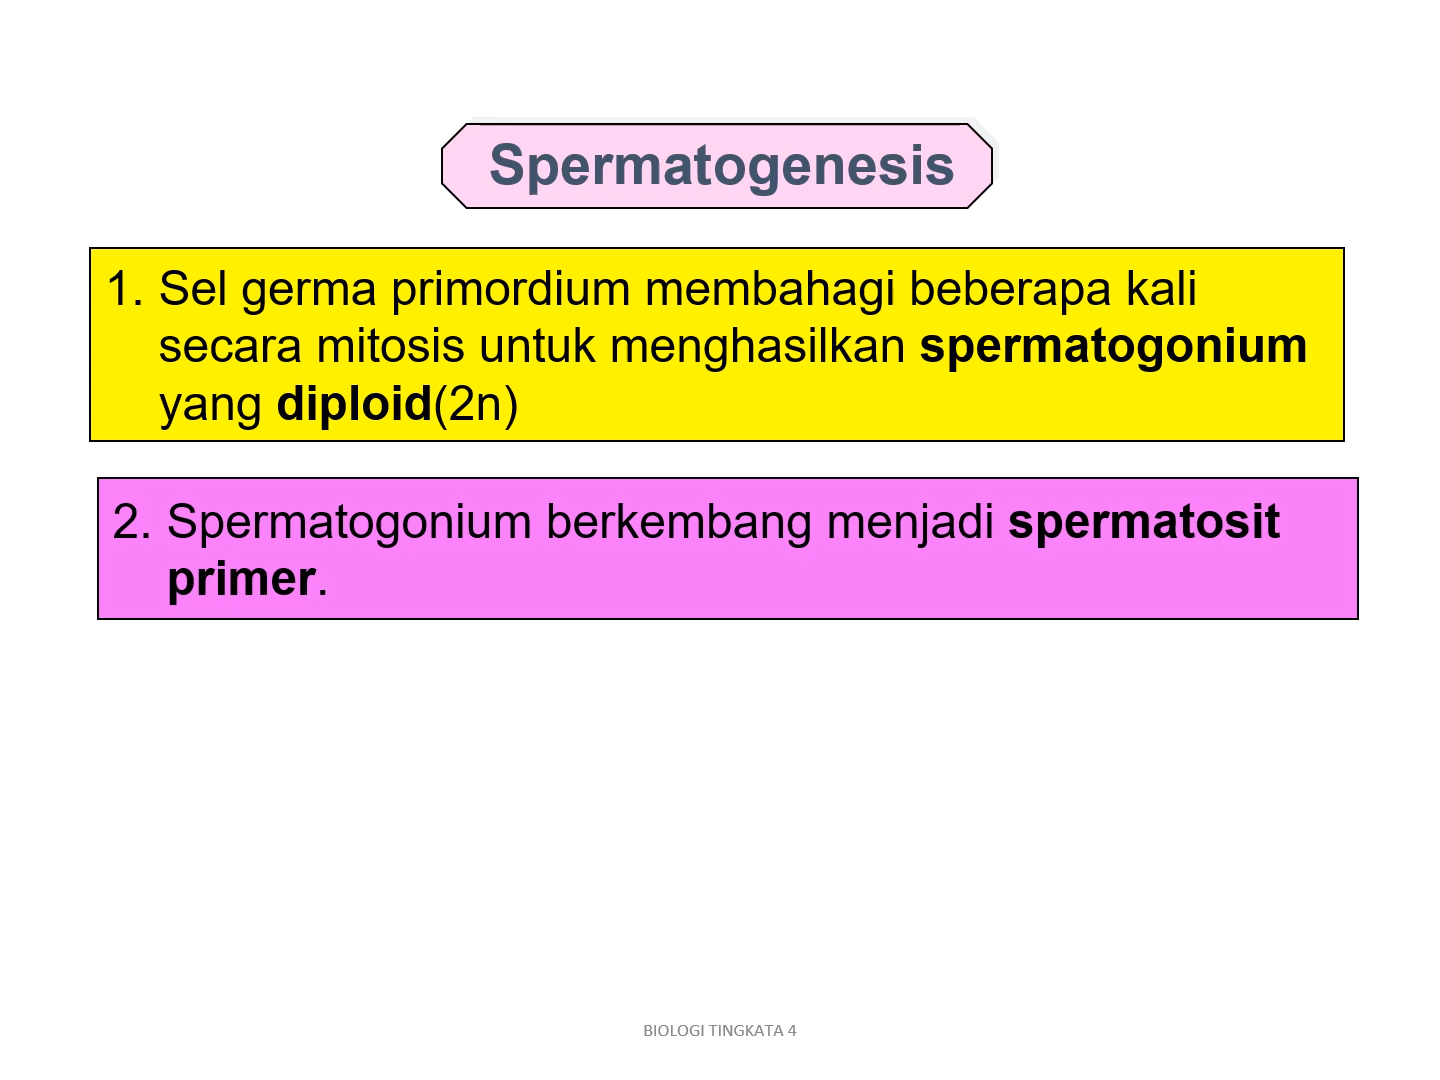 Spermatogenesis
1. Sel germa primordium membahagi beberapa kali
secara mitosis untuk menghasilkan spermatogonium
yang diploid(2n)
2. Spermatogonium berkembang menjadi spermatosit
primer.
BIOLOGI TINGKATA 4